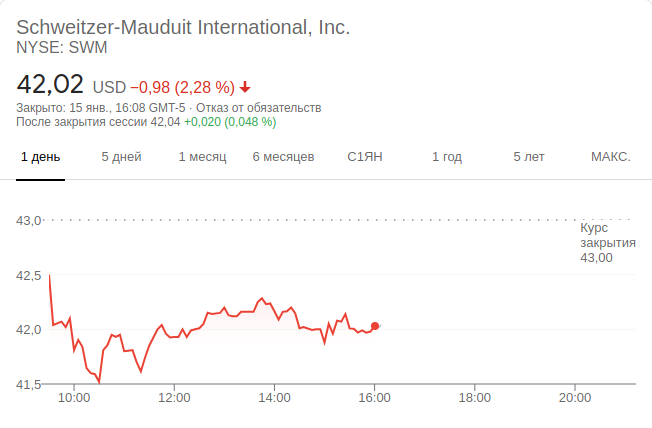 Schweitzer-Mauduit International, Inc.
NYSE: SWM
42,02 USD −0,98 (2,28 %)
Закрыто: 15 янв., 16:08 GMT-5 · Отказ от обязательств
После закрытия сессии 42,04 +0,020 (0,048 %)
1 день 5 дней 1 месяц 6 месяцев С1ЯН 1 год 5 лет МАКС.
43,0
Курс
закрытия
43,00
42,5
42,0
41,5
10:00 12:00 14:00 16:00 18:00 20:00